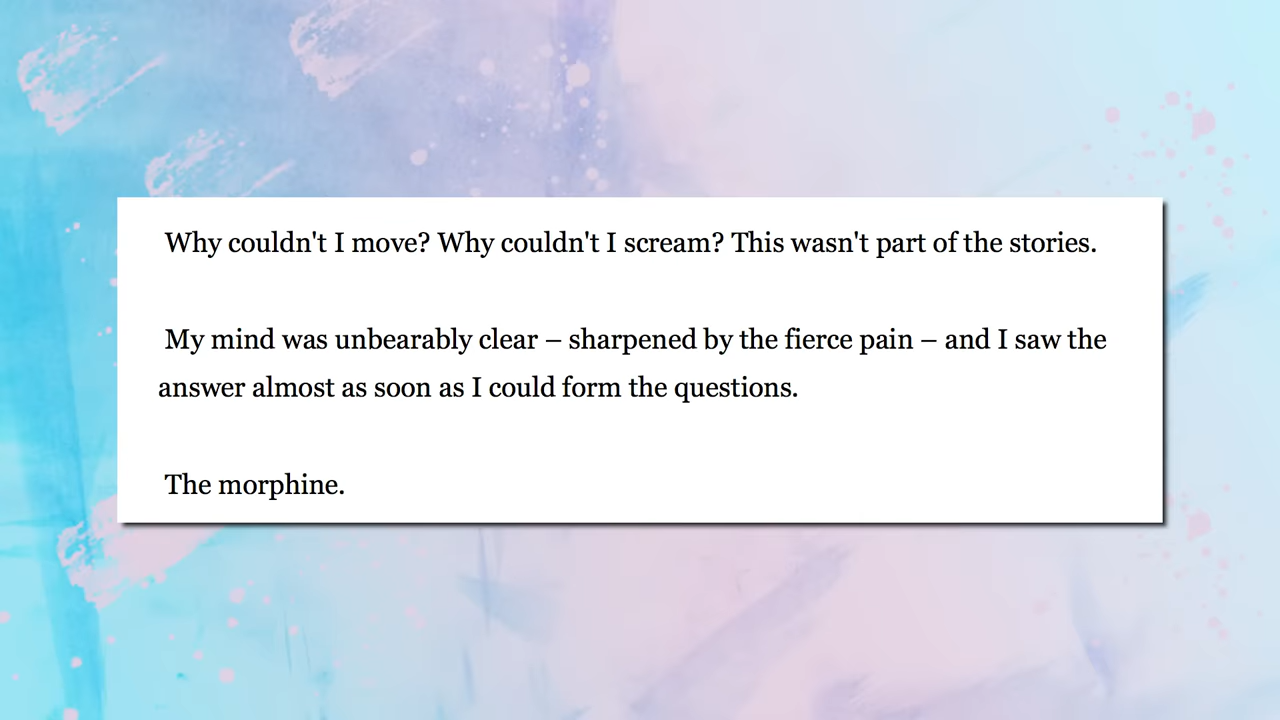 Why couldn't I move? Why couldn't I scream? This wasn't part of the stories.
My mind was unbearably clear – sharpened by the fierce pain – and I saw the
answer almost as soon as I could form the questions.
The morphine.